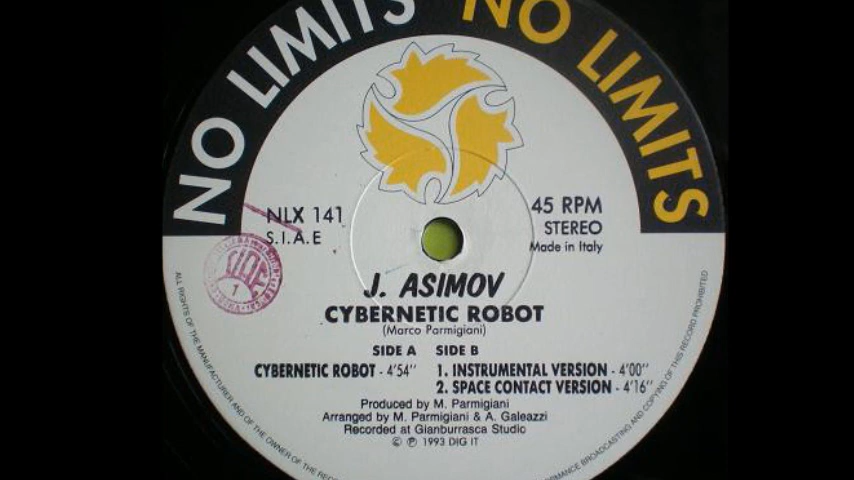 NO LIMITS NO LIMITS
NLX 141
S.I.A.E
45 RPM
STEREO
Made in Italy
J. ASIMOV
CYBERNETIC ROBOT
(Marco Parmigiani)
SIDE A SIDE B
CYBERNETIC ROBOT - 4'54" 1. INSTRUMENTAL VERSION - 4'00"
2. SPACE CONTACT VERSION - 4'16"
Produced by M. Parmigiani
Arranged by M. Parmigiani & A. Galeazzi
Recorded at Gianburrasca Studio
© ℗ 1993 DIG IT
ALL RIGHTS OF THE MANUFACTURER AND OF THE OWNER OF THE
BROADCASTING AND COPYING OF THIS RECORD PROHIBITED